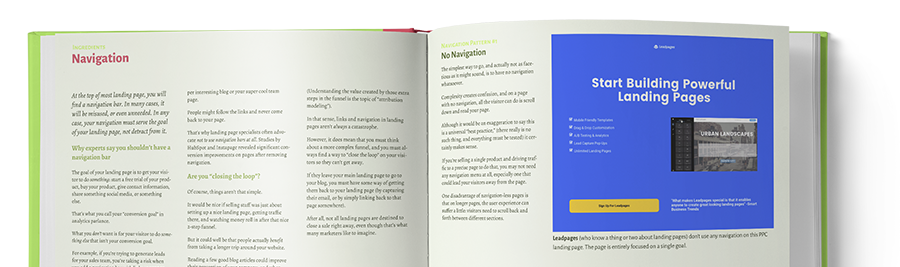 INGREDIENTS
Navigation
At the top of most landing page, you will
find a navigation bar. In many cases, it
will be misused, or even unneeded. In any
case, your navigation must serve the goal
of your landing page, not detract from it.
Why experts say you shouldn't have a
navigation bar
The goal of your landing page is to get your visi-
tor to do something: start a free trial of your prod-
uct, buy your product, give contact information,
share something social media, or something
else.
That's what you call your "conversion goal" in
analytics parlance.
What you don't want is for your visitor to do some-
thing else that isn't your conversion goal.
For example, if you're trying to generate leads
for your sales team, you're taking a risk when
per interesting blog or your super cool team
page.
People might follow the links and never come
back to your page.
That's why landing page specialists often advo-
cate not to use navigation bars at all. Studies by
HubSpot and Instapage revealed significant con-
version improvements on pages after removing
navigation.
Are you "closing the loop"?
Of course, things aren't that simple.
It would be nice if selling stuff was just about
setting up a nice landing page, getting traffic
there, and watching money roll in after that nice
2-step funnel.
But it could well be that people actually benefit
from taking a longer trip around your website.
Reading a few good blog articles could improve
(Understanding the value created by those extra
steps in the funnel is the topic of "attribution
modeling").
In that sense, links and navigation in landing
pages aren't always a catastrophe.
However, it does mean that you must think
about a more complex funnel, and you must al-
ways find a way to "close the loop" on your visi-
tors so they can't get away.
If they leave your main landing page to go to
your blog, you must have some way of getting
them back to your landing page (by capturing
their email, or by simply linking back to that
page somewhere).
After all, not all landing pages are destined to
close a sale right away, even though that's what
many marketers like to imagine.
NAVIGATION PATTERN #1
No Navigation
The simplest way to go, and actually not as face-
tious as it might sound, is to have no navigation
whatsoever.
Complexity creates confusion, and on a page
with no navigation, all the visitor can do is scroll
down and read your page.
Although it would be an exaggeration to say this
is a universal "best practice," (there really is no
such thing, and everything must be tested) it cer-
tainly makes sense.
If you're selling a single product and driving traf-
fic to a precise page to do that, you may not need
any navigation menu at all, especially one that
could lead your visitors away from the page.
One disadvantage of navigation-less pages is
that on longer pages, the user experience can
suffer a little visitors need to scroll back and
forth between different sections.
Leadpages
Start Building Powerful
Landing Pages
Mobile Friendly Templates
Drag & Drop Customization
A/B Testing & Analytics
Lead Capture Pop-Ups
Unlimited Landing Pages
URBAN LANDSCAPES
Sign Up For Leadpages
"What makes Leadpages special is that it enables
anyone to create great looking landing pages" -Small
Business Trends
Leadpages (who know a thing or two about landing pages) don't use any navigation on this PPC
landing page. The page is entirely focused on a single goal.